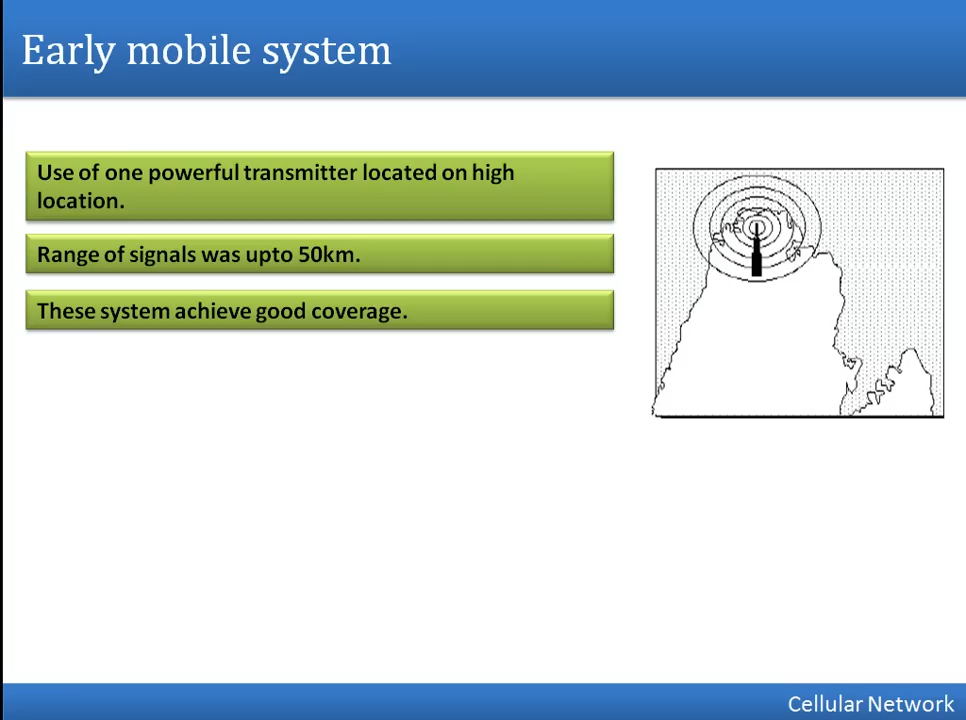 Early mobile system
Use of one powerful transmitter located on high
location.
Range of signals was upto 50km.
These system achieve good coverage.
Cellular Network